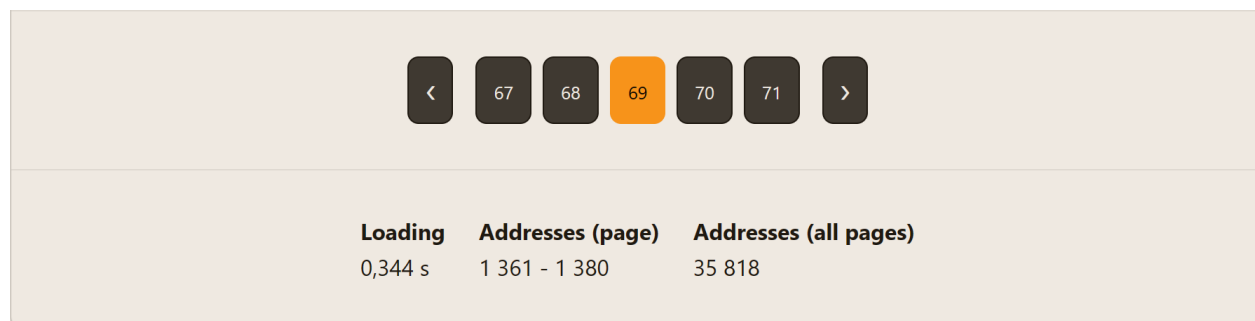 ‹ 67 68 69 70 71 ›
Loading Addresses (page) Addresses (all pages)
0,344 s 1 361 - 1 380 35 818